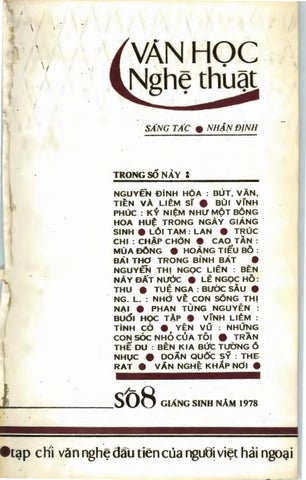 VĂN HỌC
Nghệ thuật
SÁNG TÁC ● NHẬN ĐỊNH
TRONG SỐ NÀY :
NGUYỄN ĐÌNH HÒA : BÚT, VĂN,
TIỀN VÀ LIÊM SĨ ● BÙI VĨNH
PHÚC : KỶ NIỆM NHƯ MỘT BÔNG
HOA HUỆ TRONG NGÀY GIÁNG
SINH ● LÔI TAM : LAN ● TRÚC
CHI : CHẬP CHỜN ● CAO TẦN :
MÙA ĐÔNG ● HOÀNG TIỂU BỒ :
BÀI THƠ TRONG BÌNH BÁT ●
NGUYỄN THỊ NGỌC LIÊN : BÊN
NÀY ĐẤT NƯỚC ● LÊ NGỌC HỒ :
THU ● TUỆ NGA : BƯỚC SẦU ●
NG. L. : NHỚ VỀ CON SÔNG THỊ
NẠI ● PHAN TÙNG NGUYÊN :
BUỔI HỌC TẬP ● VĨNH LIÊM :
TÌNH CỜ ● YÊN VŨ : NHỮNG
CON SÓC NHỎ CỦA TÔI ● TRẦN
THẾ DU : BÊN KIA BỨC TƯỜNG Ô
NHỤC ● DOÃN QUỐC SỸ : THE
RAT ● VĂN NGHỆ KHẮP NƠI ●
SỐ 8 GIÁNG SINH NĂM 1978
●tạp chí văn nghệ đầu tiên của người việt hải ngoại